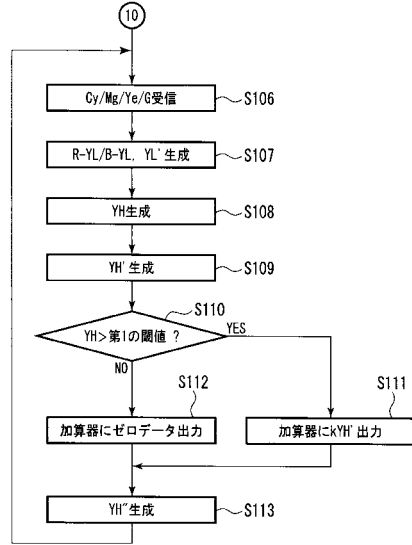 10
Cy/Mg/Ye/G受信
S106
R-YL/B-YL, YL'生成
S107
YH生成
S108
YH'生成
S109
S110
YH>第1の閾値 ?
YES
NO
S112
S111
加算器にゼロデータ出力
加算器にkYH'出力
YH"生成
S113